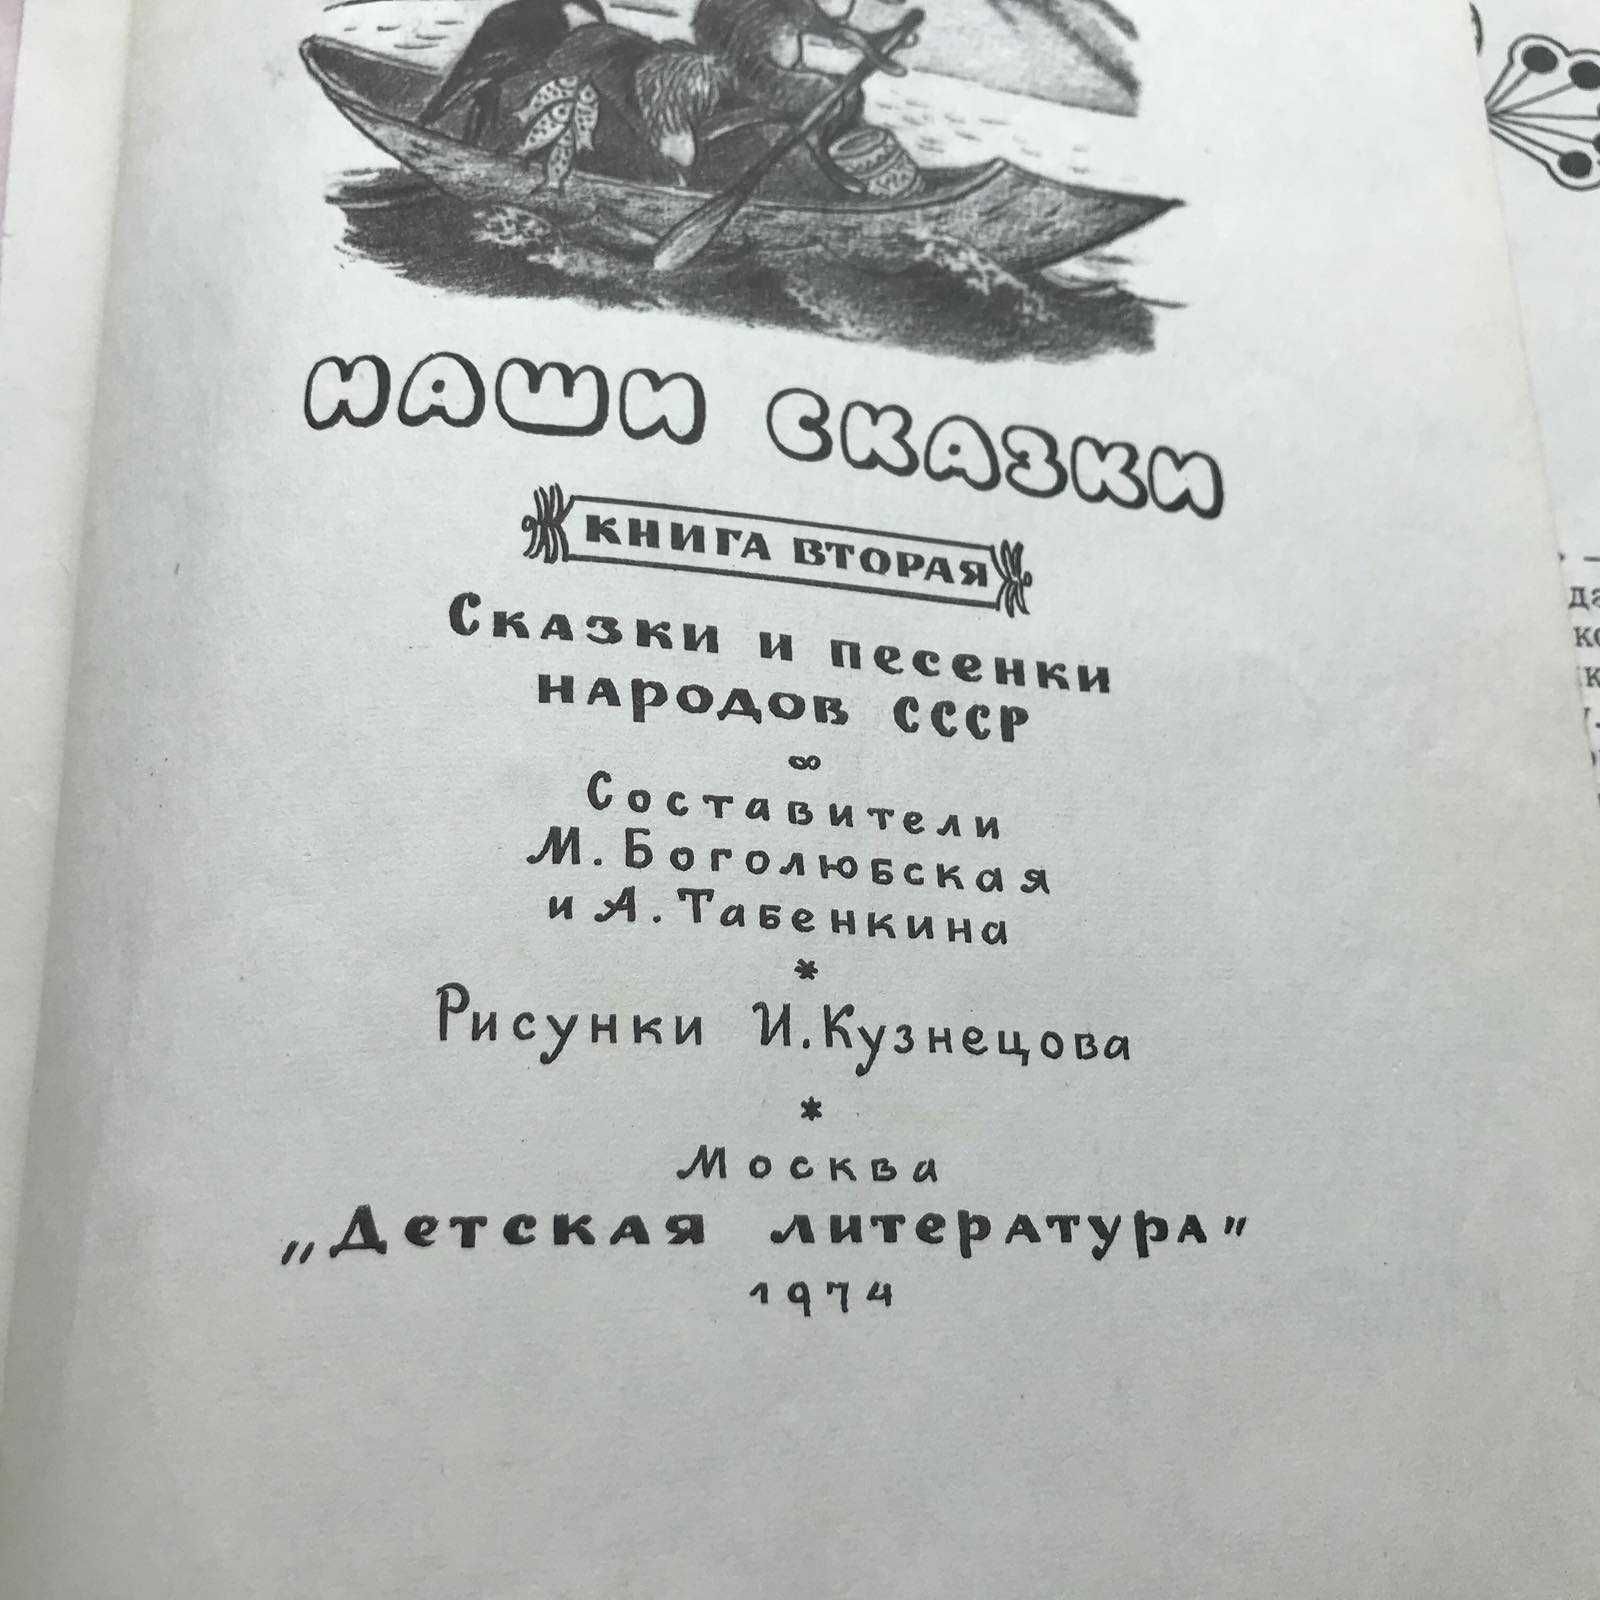 НАШИ СКАЗКИ
КНИГА ВТОРАЯ
Сказки и песенки
народов СССР
Составители
М. Боголюбская
и А. Табенкина
*
Рисунки И. Кузнецова
*
Москва
„Детская литература"
1974